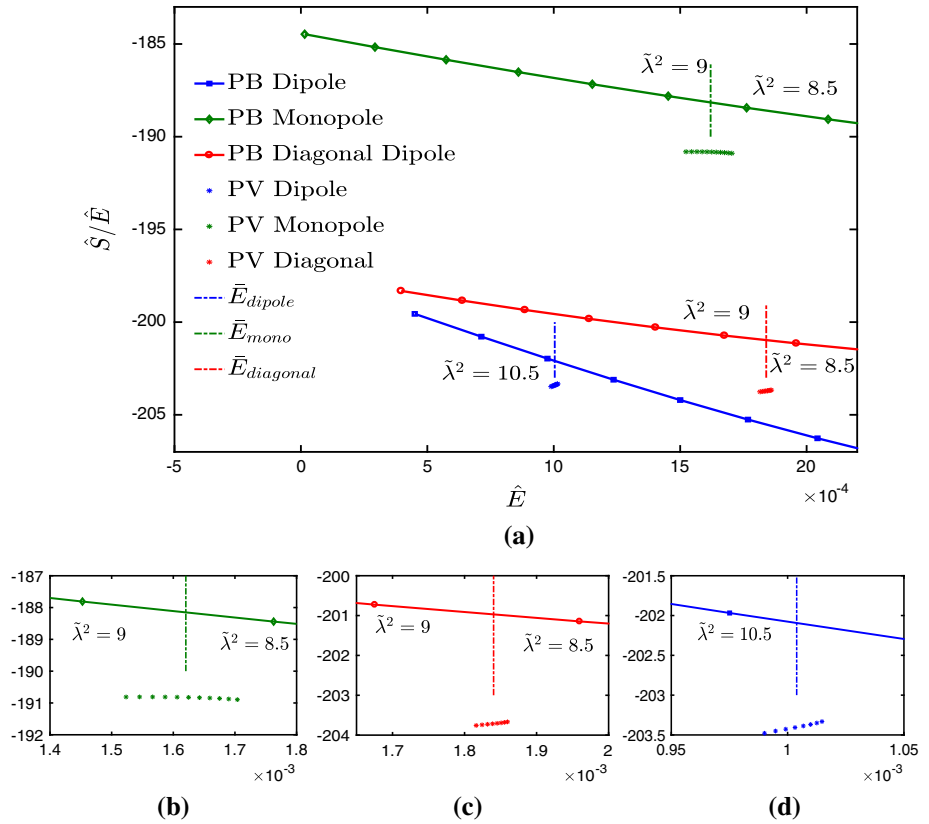 -185
-190
-195
-200
-205
Ŝ/Ê
PB Dipole
PB Monopole
PB Diagonal Dipole
PV Dipole
PV Monopole
PV Diagonal
Ē_dipole
Ē_mono
Ē_diagonal
λ̃² = 9
λ̃² = 8.5
λ̃² = 9
λ̃² = 8.5
λ̃² = 10.5
-5 0 5 10 15 20
Ê
×10⁻⁴
(a)
-187
-188
-189
-190
-191
-192
λ̃² = 9
λ̃² = 8.5
1.4 1.5 1.6 1.7 1.8
×10⁻³
(b)
-200
-201
-202
-203
-204
λ̃² = 9
λ̃² = 8.5
1.7 1.8 1.9 2
×10⁻³
(c)
-201.5
-202
-202.5
-203
-203.5
λ̃² = 10.5
0.95 1 1.05
×10⁻³
(d)